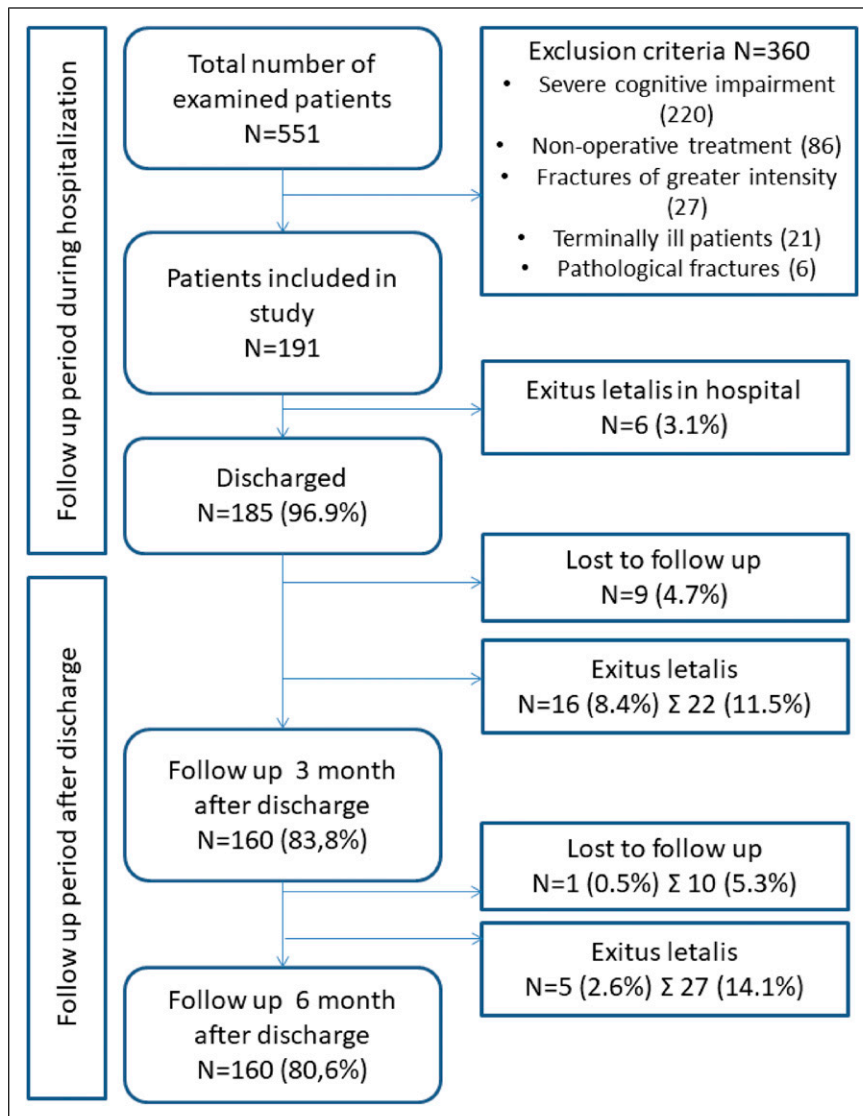 Follow up period during hospitalization
Total number of
examined patients
N=551
Exclusion criteria N=360
• Severe cognitive impairment
(220)
• Non-operative treatment (86)
• Fractures of greater intensity
(27)
• Terminally ill patients (21)
• Pathological fractures (6)
Patients included in
study
N=191
Exitus letalis in hospital
N=6 (3.1%)
Discharged
N=185 (96.9%)
Follow up period after discharge
Lost to follow up
N=9 (4.7%)
Exitus letalis
N=16 (8.4%) Σ 22 (11.5%)
Follow up 3 month
after discharge
N=160 (83,8%)
Lost to follow up
N=1 (0.5%) Σ 10 (5.3%)
Exitus letalis
N=5 (2.6%) Σ 27 (14.1%)
Follow up 6 month
after discharge
N=160 (80,6%)